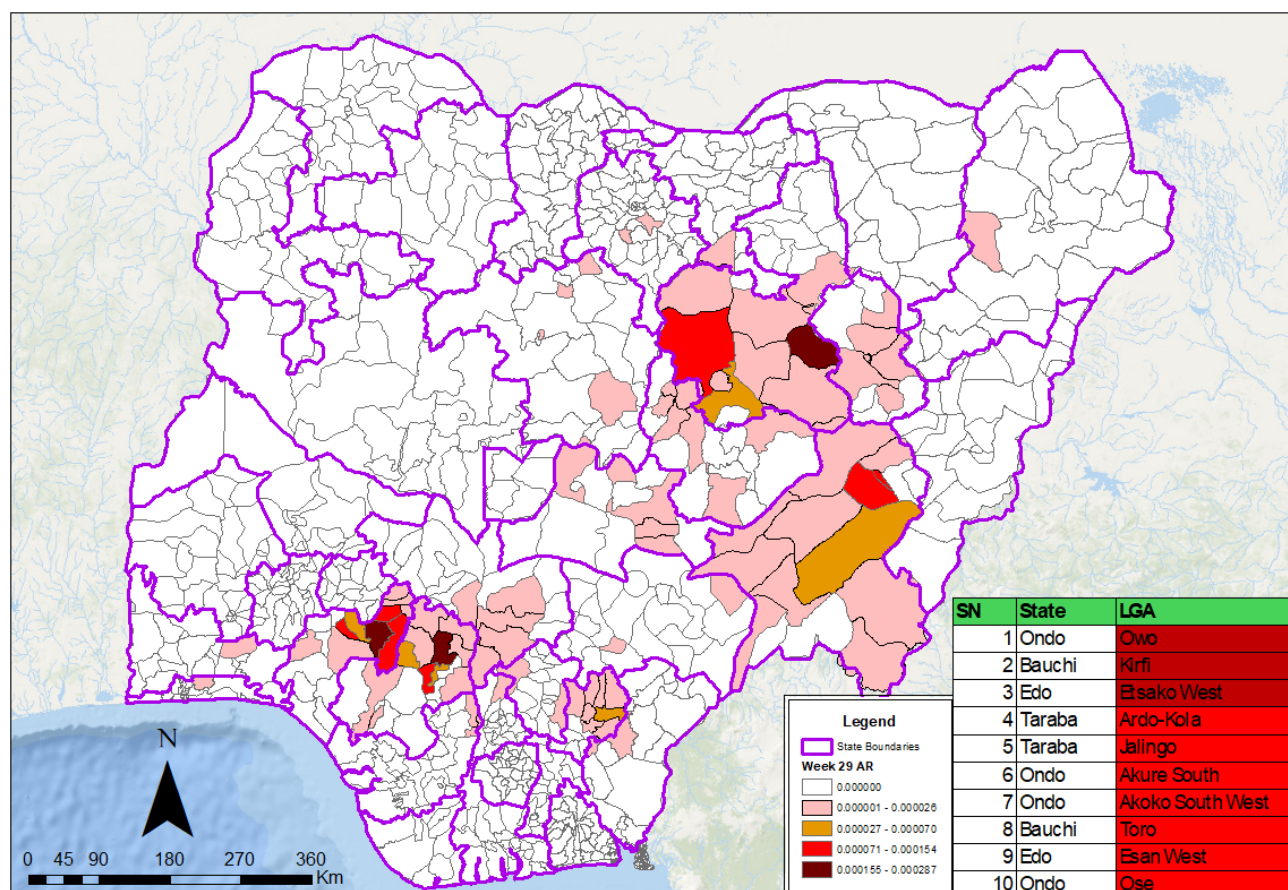 N
0 45 90 180 270 360
Km
Legend
State Boundaries
Week 29 AR
0.000000
0.000001 - 0.000026
0.000027 - 0.000070
0.000071 - 0.000154
0.000155 - 0.000287
SN State LGA
1 Ondo Owo
2 Bauchi Kirfi
3 Edo Etsako West
4 Taraba Ardo-Kola
5 Taraba Jalingo
6 Ondo Akure South
7 Ondo Akoko South West
8 Bauchi Toro
9 Edo Esan West
10 Ondo Ose